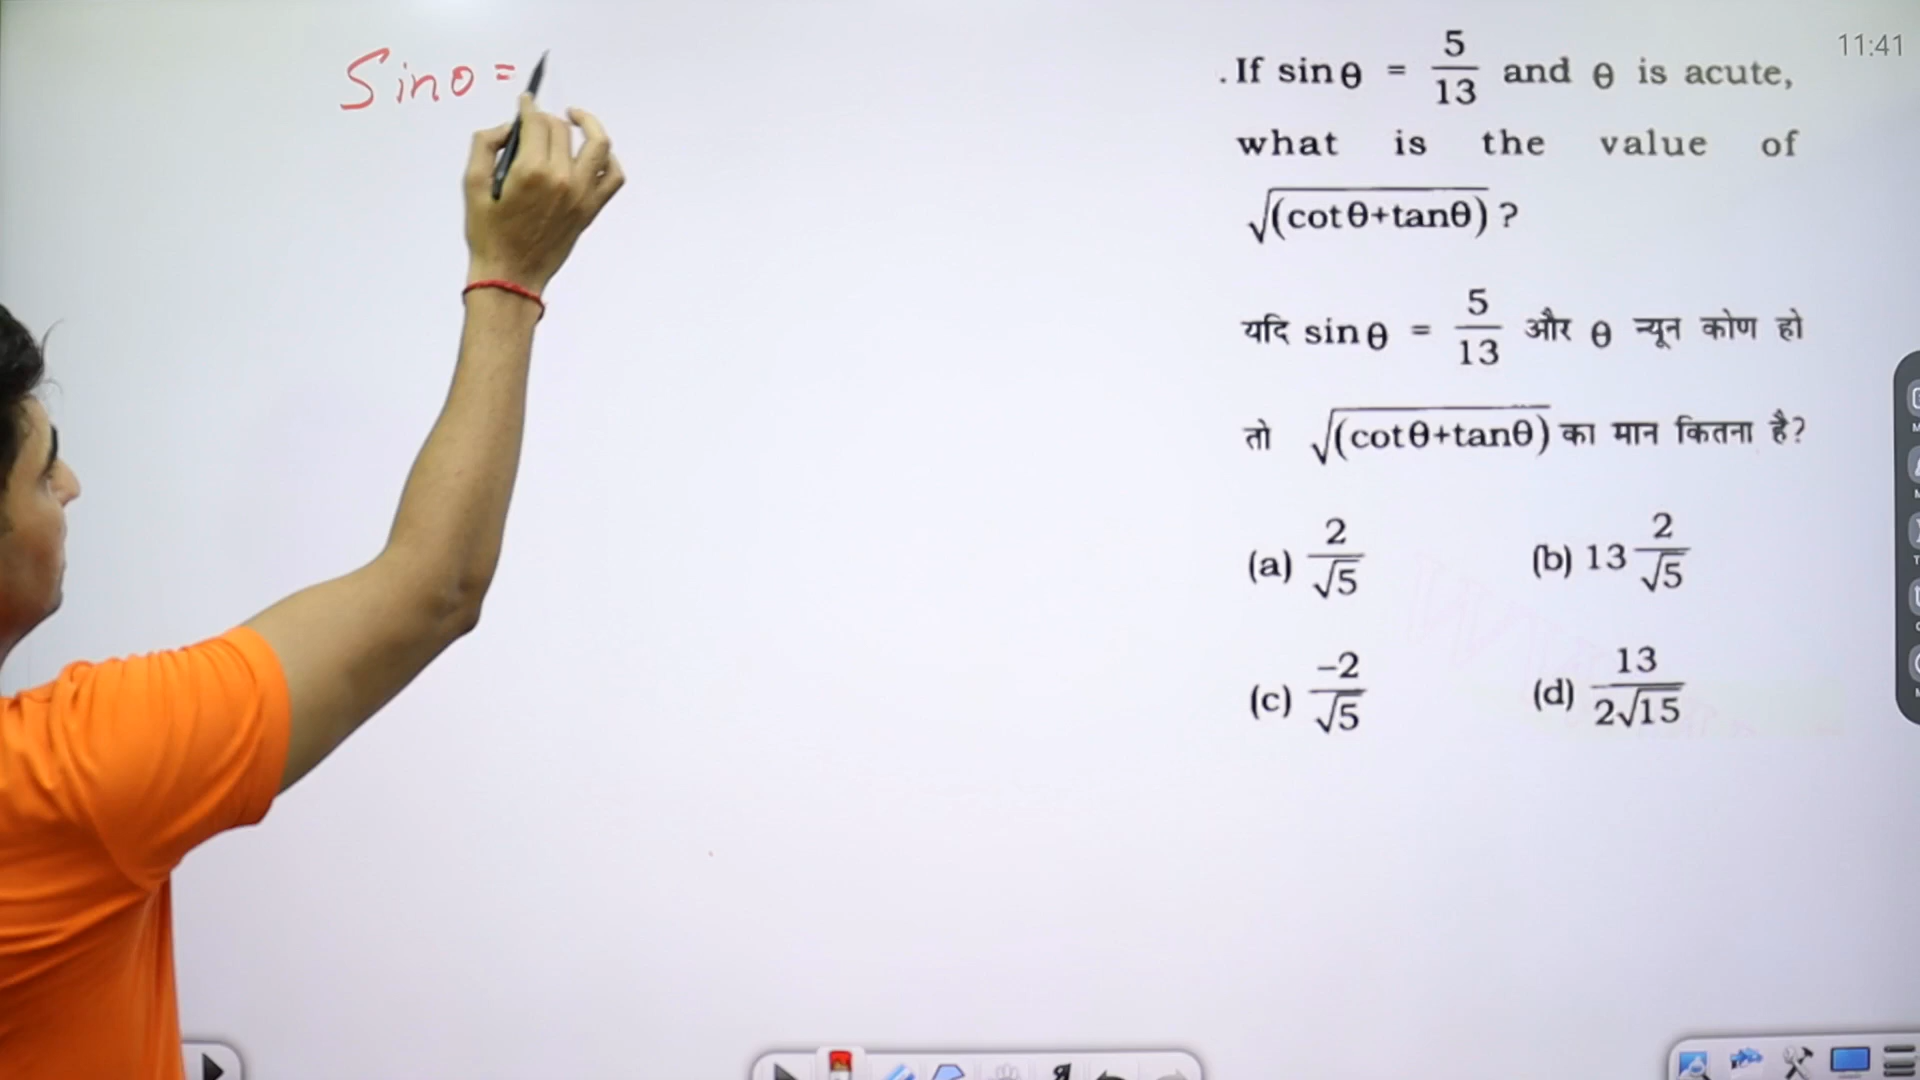 Sinθ =
11:41
. If sinθ = 5/13 and θ is acute,
what is the value of
√(cotθ+tanθ) ?
यदि sinθ = 5/13 और θ न्यून कोण हो
तो √(cotθ+tanθ) का मान कितना है?
(a) 2/√5 (b) 13 2/√5
(c) –2/√5 (d) 13/2√15